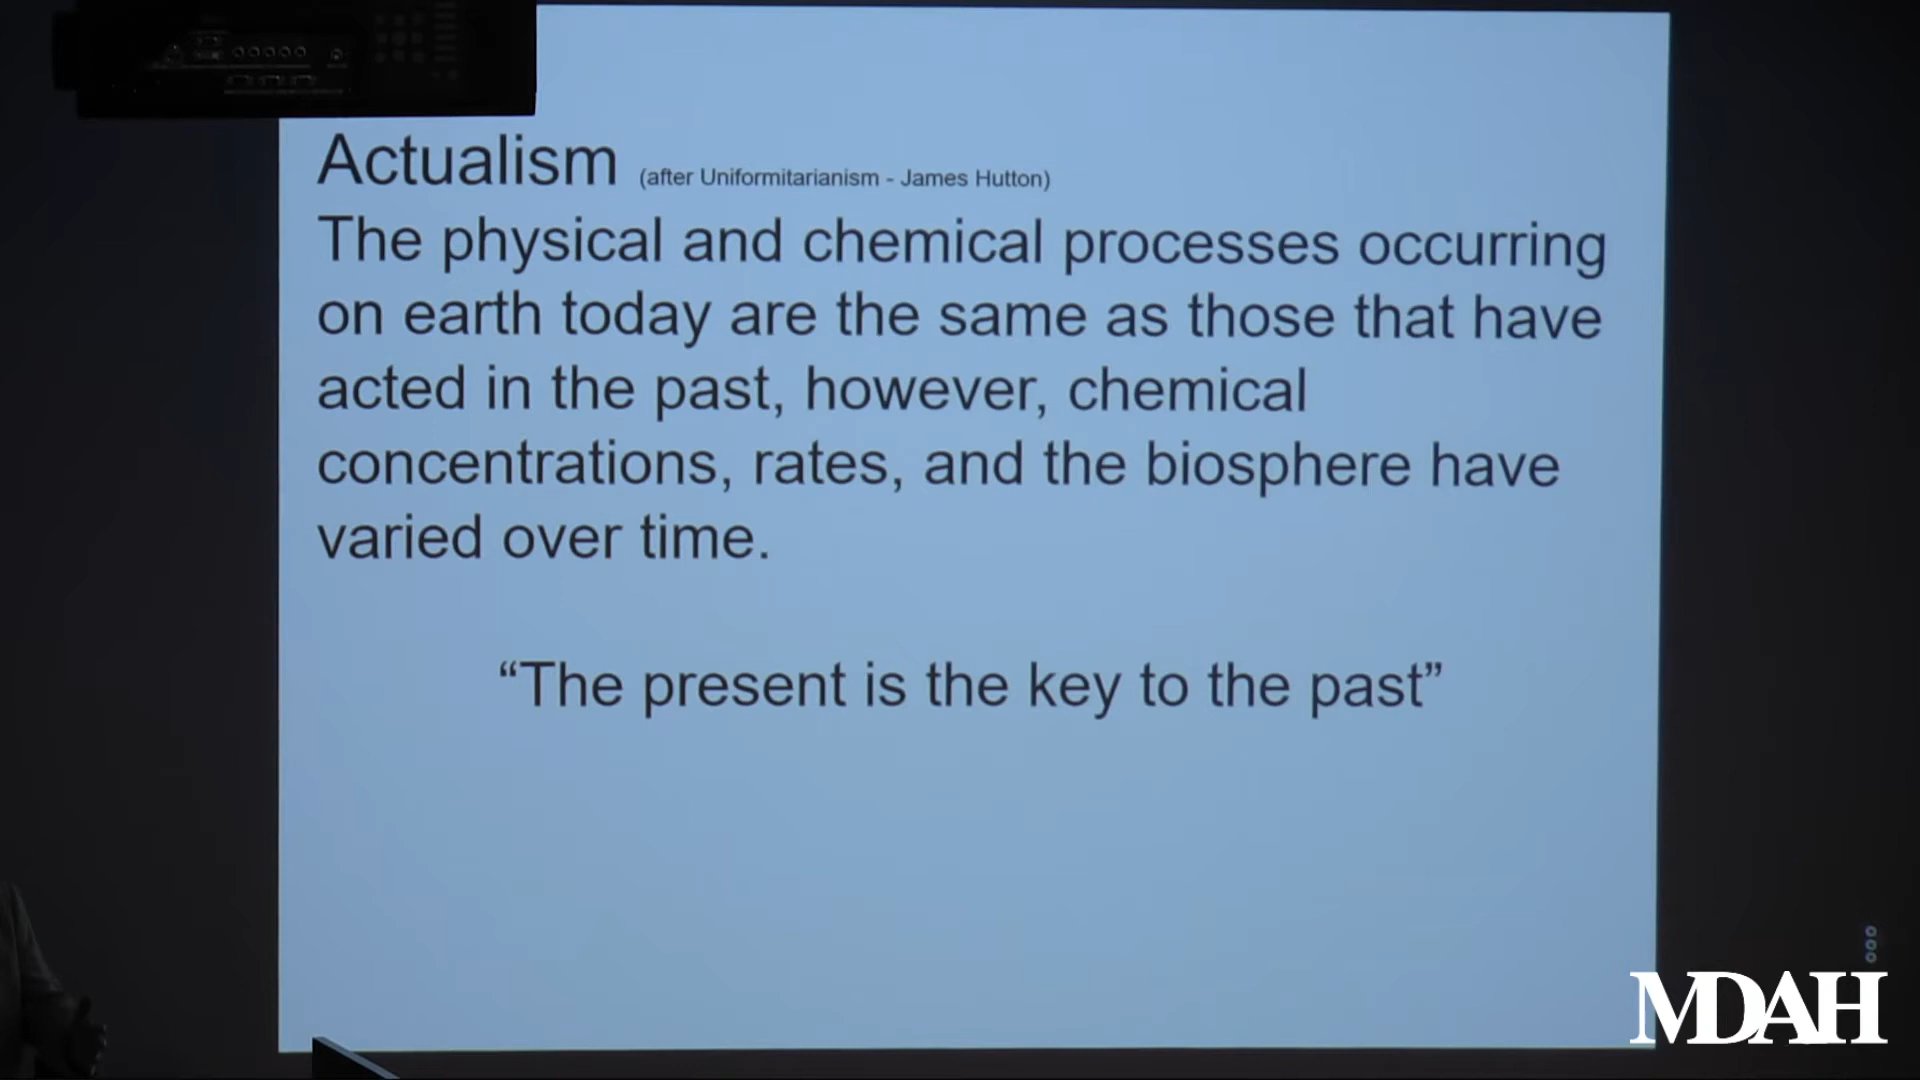 Actualism (after Uniformitarianism - James Hutton)
The physical and chemical processes occurring
on earth today are the same as those that have
acted in the past, however, chemical
concentrations, rates, and the biosphere have
varied over time.
“The present is the key to the past”
MDAH